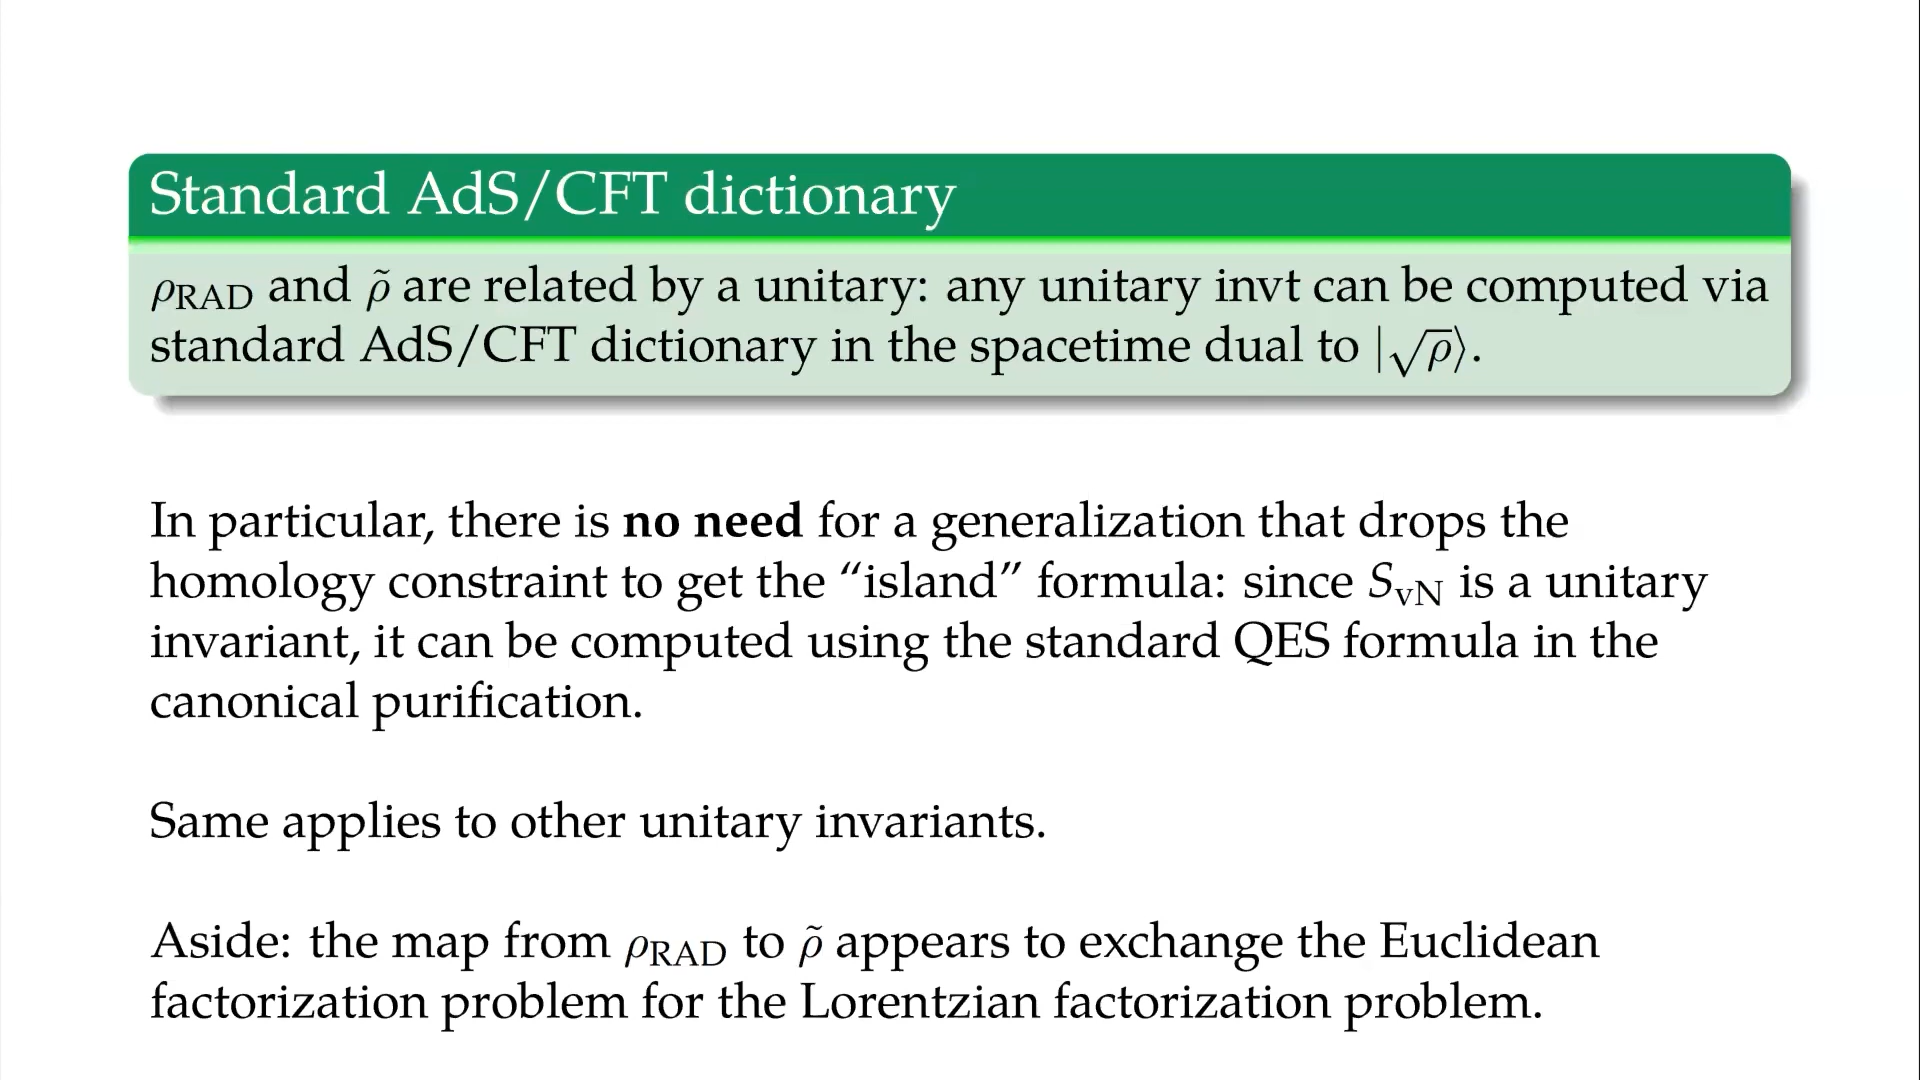 Standard AdS/CFT dictionary
ρ_RAD and ρ̃ are related by a unitary: any unitary invt can be computed via
standard AdS/CFT dictionary in the spacetime dual to |√ρ⟩.
In particular, there is no need for a generalization that drops the
homology constraint to get the “island” formula: since S_vN is a unitary
invariant, it can be computed using the standard QES formula in the
canonical purification.
Same applies to other unitary invariants.
Aside: the map from ρ_RAD to ρ̃ appears to exchange the Euclidean
factorization problem for the Lorentzian factorization problem.